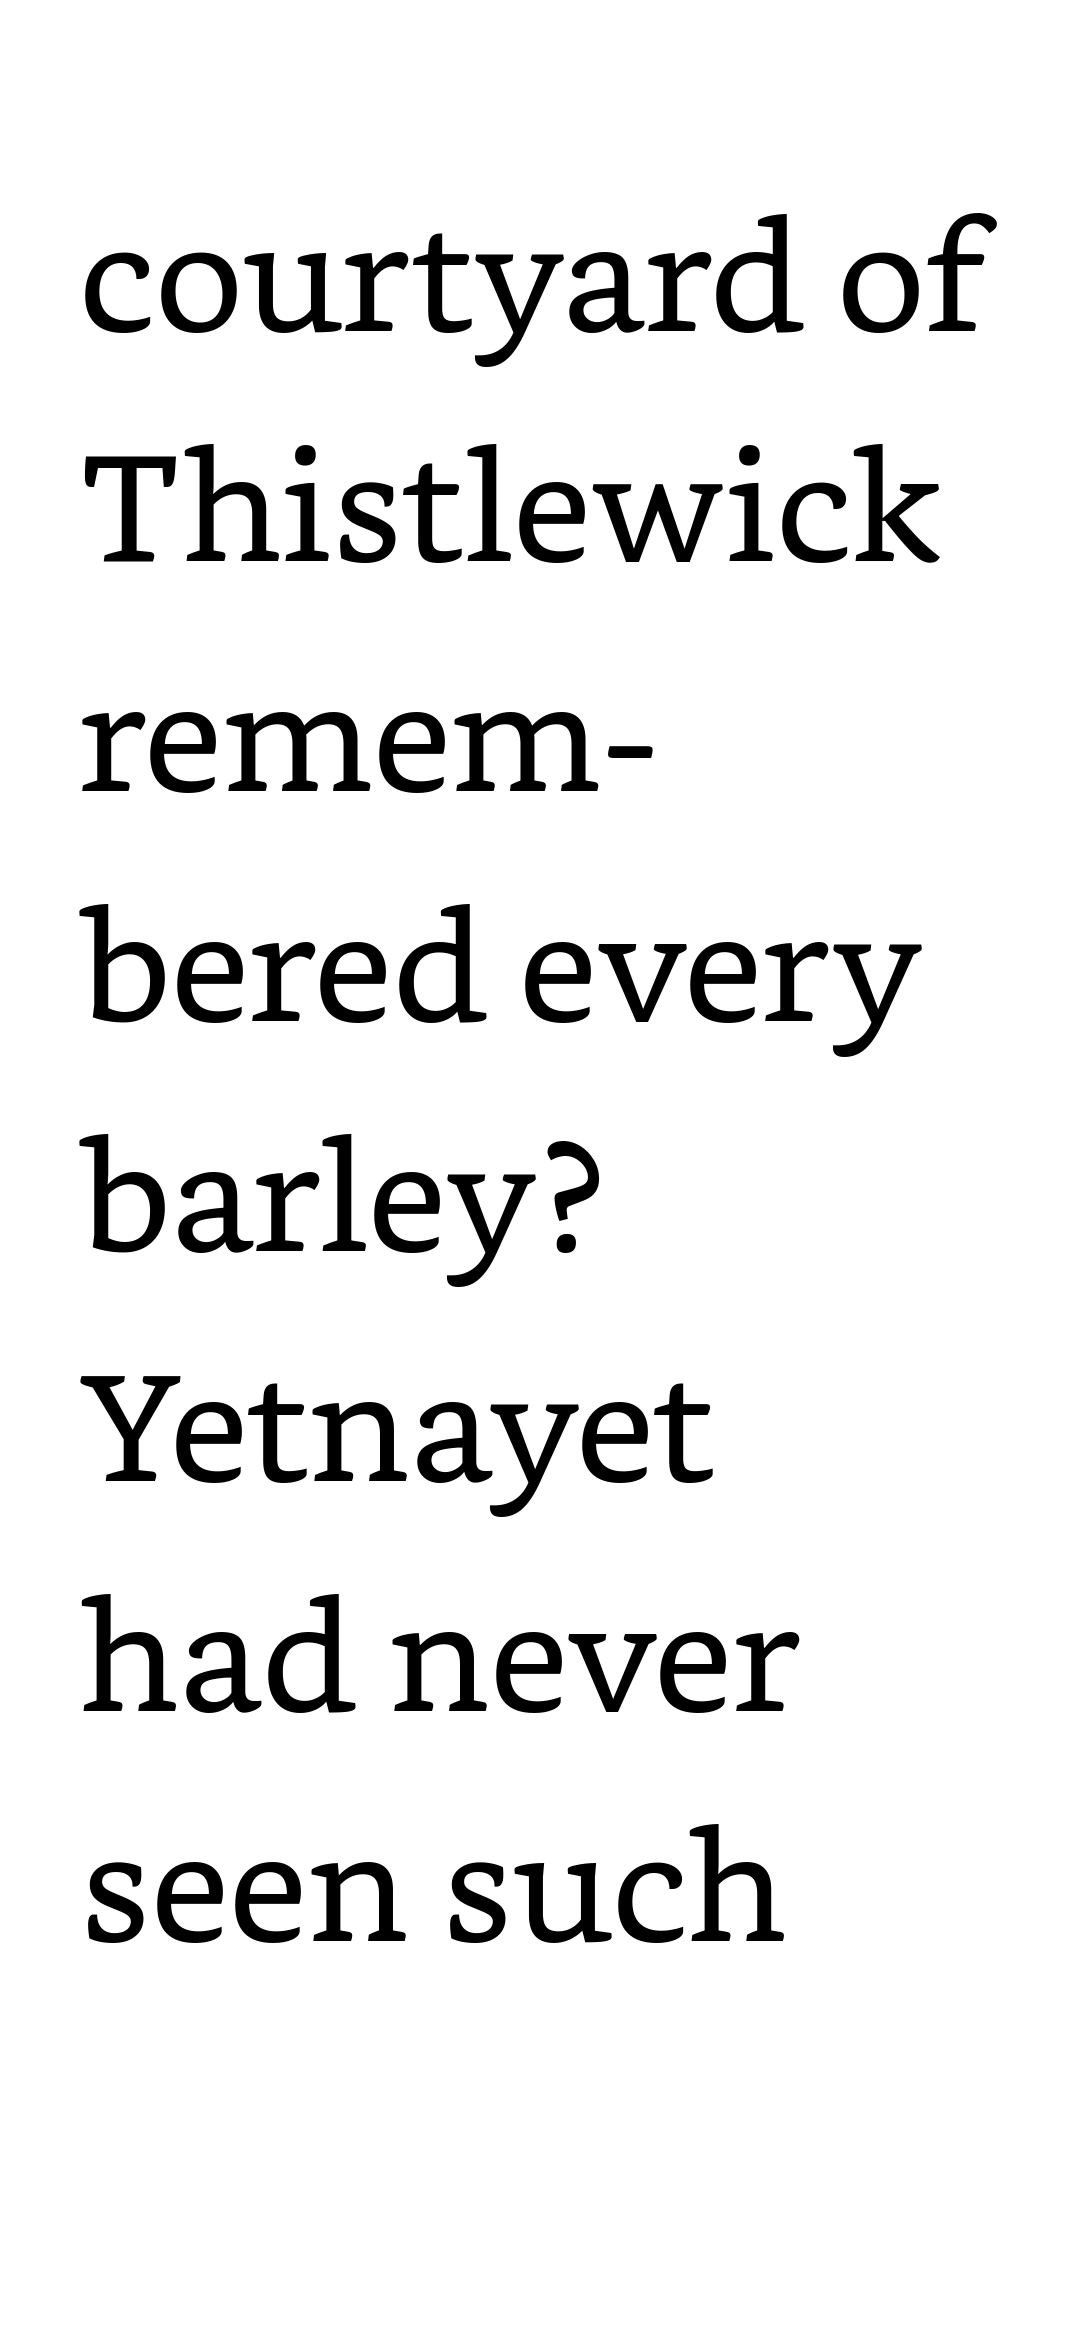 courtyard of
Thistlewick
remem-
bered every
barley?
Yetnayet
had never
seen such